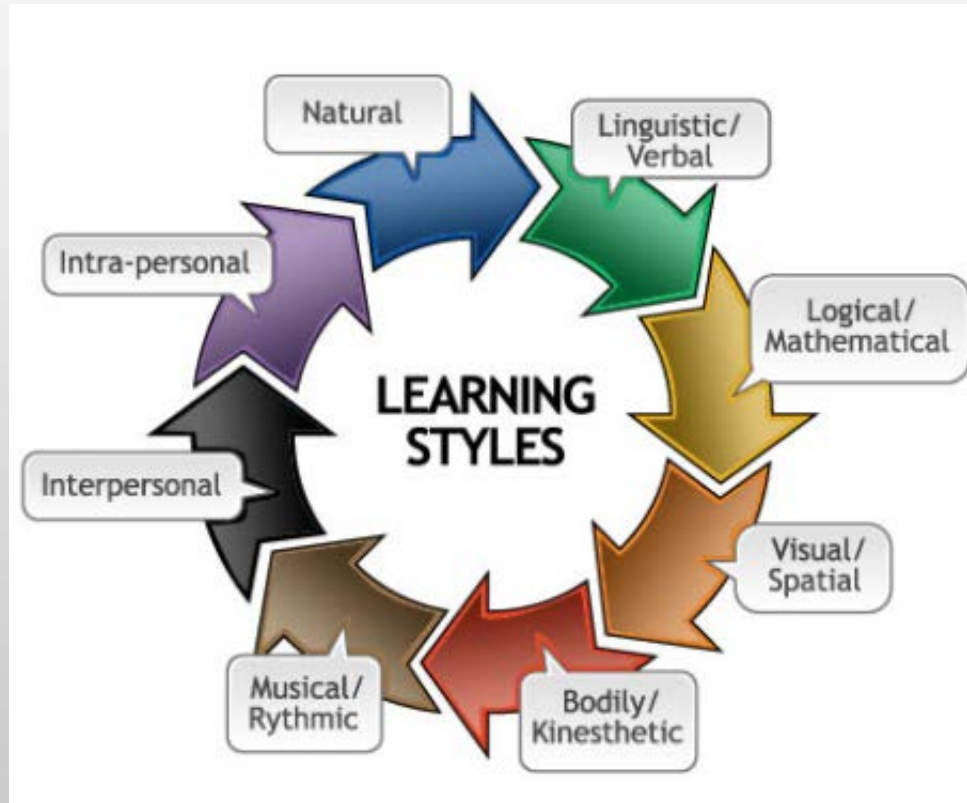 Natural
Linguistic/
Verbal
Intra-personal
Logical/
Mathematical
LEARNING
STYLES
Interpersonal
Visual/
Spatial
Musical/
Rythmic
Bodily/
Kinesthetic